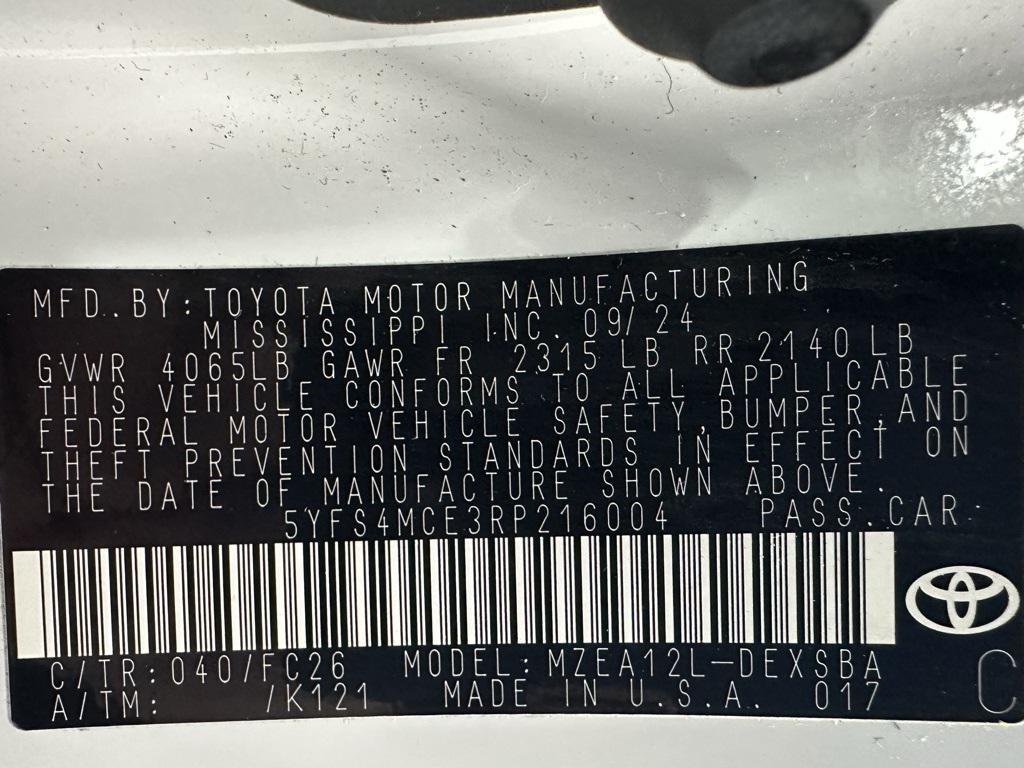 MFD. BY: TOYOTA MOTOR MANUFACTURING
MISSISSIPPI INC. 09/24
GVWR 4065LB GAWR FR 2315 LB RR 2140 LB
THIS VEHICLE CONFORMS TO ALL APPLICABLE
FEDERAL MOTOR VEHICLE SAFETY, BUMPER, AND
THEFT PREVENTION STANDARDS IN EFFECT ON
THE DATE OF MANUFACTURE SHOWN ABOVE.
5YFS4MCE3RP216004 PASS. CAR
C/TR: 040/FC26 MODEL: MZEA12L-DEXSBA
A/TM: /K121 MADE IN U.S.A. 017 C